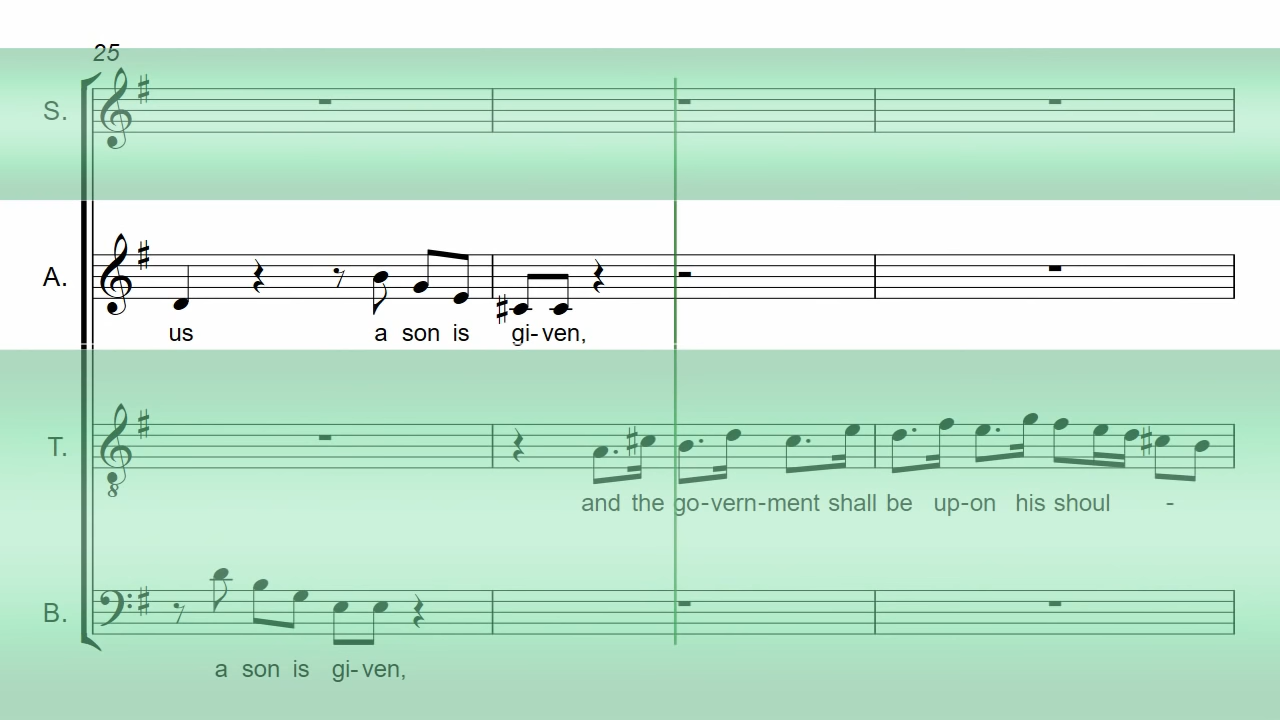 25
S.
A.
us a son is gi-ven,
T.
8
and the go-vern-ment shall be up-on his shoul -
B.
a son is gi-ven,